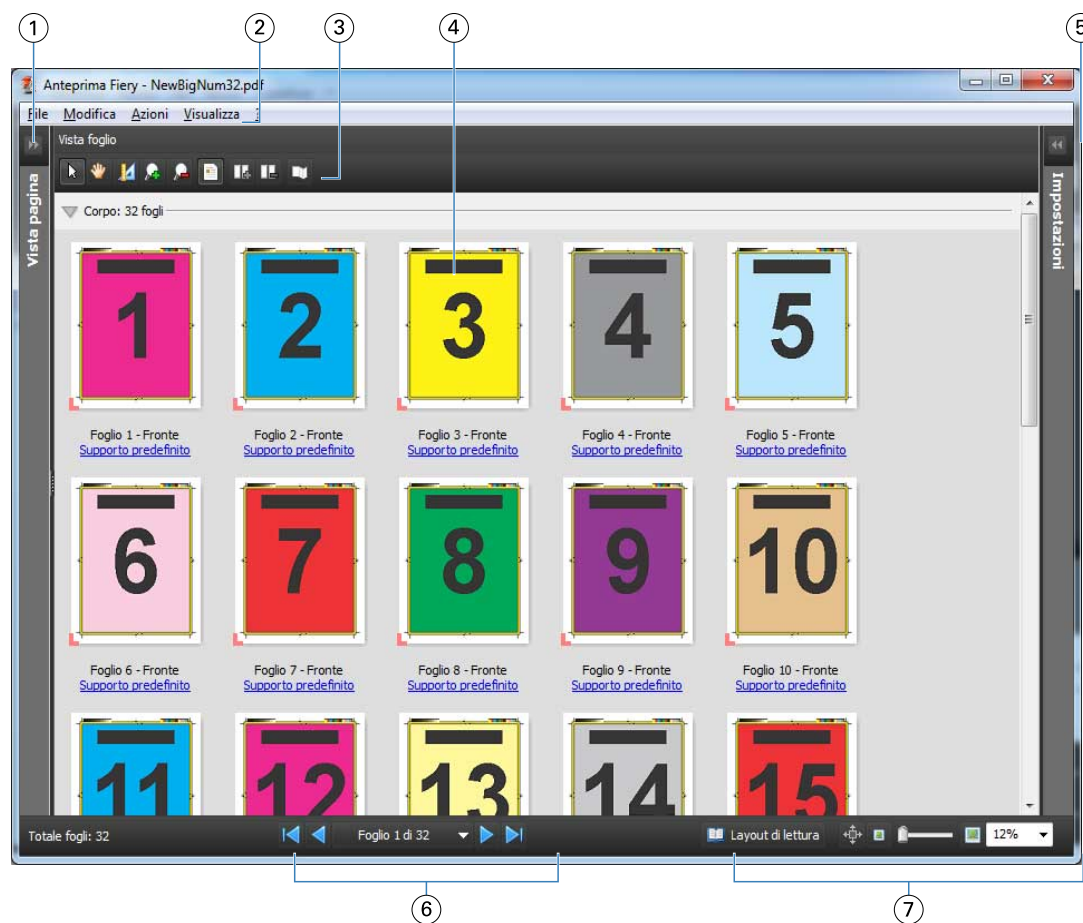 1 2 3 4 5
Anteprima Fiery - NewBigNum32.pdf
File Modifica Azioni Visualizza
Vista foglio
Vista pagina
Impostazioni
Corpo: 32 fogli
1 2 3 4 5
Foglio 1 - Fronte Foglio 2 - Fronte Foglio 3 - Fronte Foglio 4 - Fronte Foglio 5 - Fronte
Supporto predefinito Supporto predefinito Supporto predefinito Supporto predefinito Supporto predefinito
6 7 8 9 10
Foglio 6 - Fronte Foglio 7 - Fronte Foglio 8 - Fronte Foglio 9 - Fronte Foglio 10 - Fronte
Supporto predefinito Supporto predefinito Supporto predefinito Supporto predefinito Supporto predefinito
11 12 13 14 15
Totale fogli: 32 Foglio 1 di 32 Layout di lettura 12%
6 7